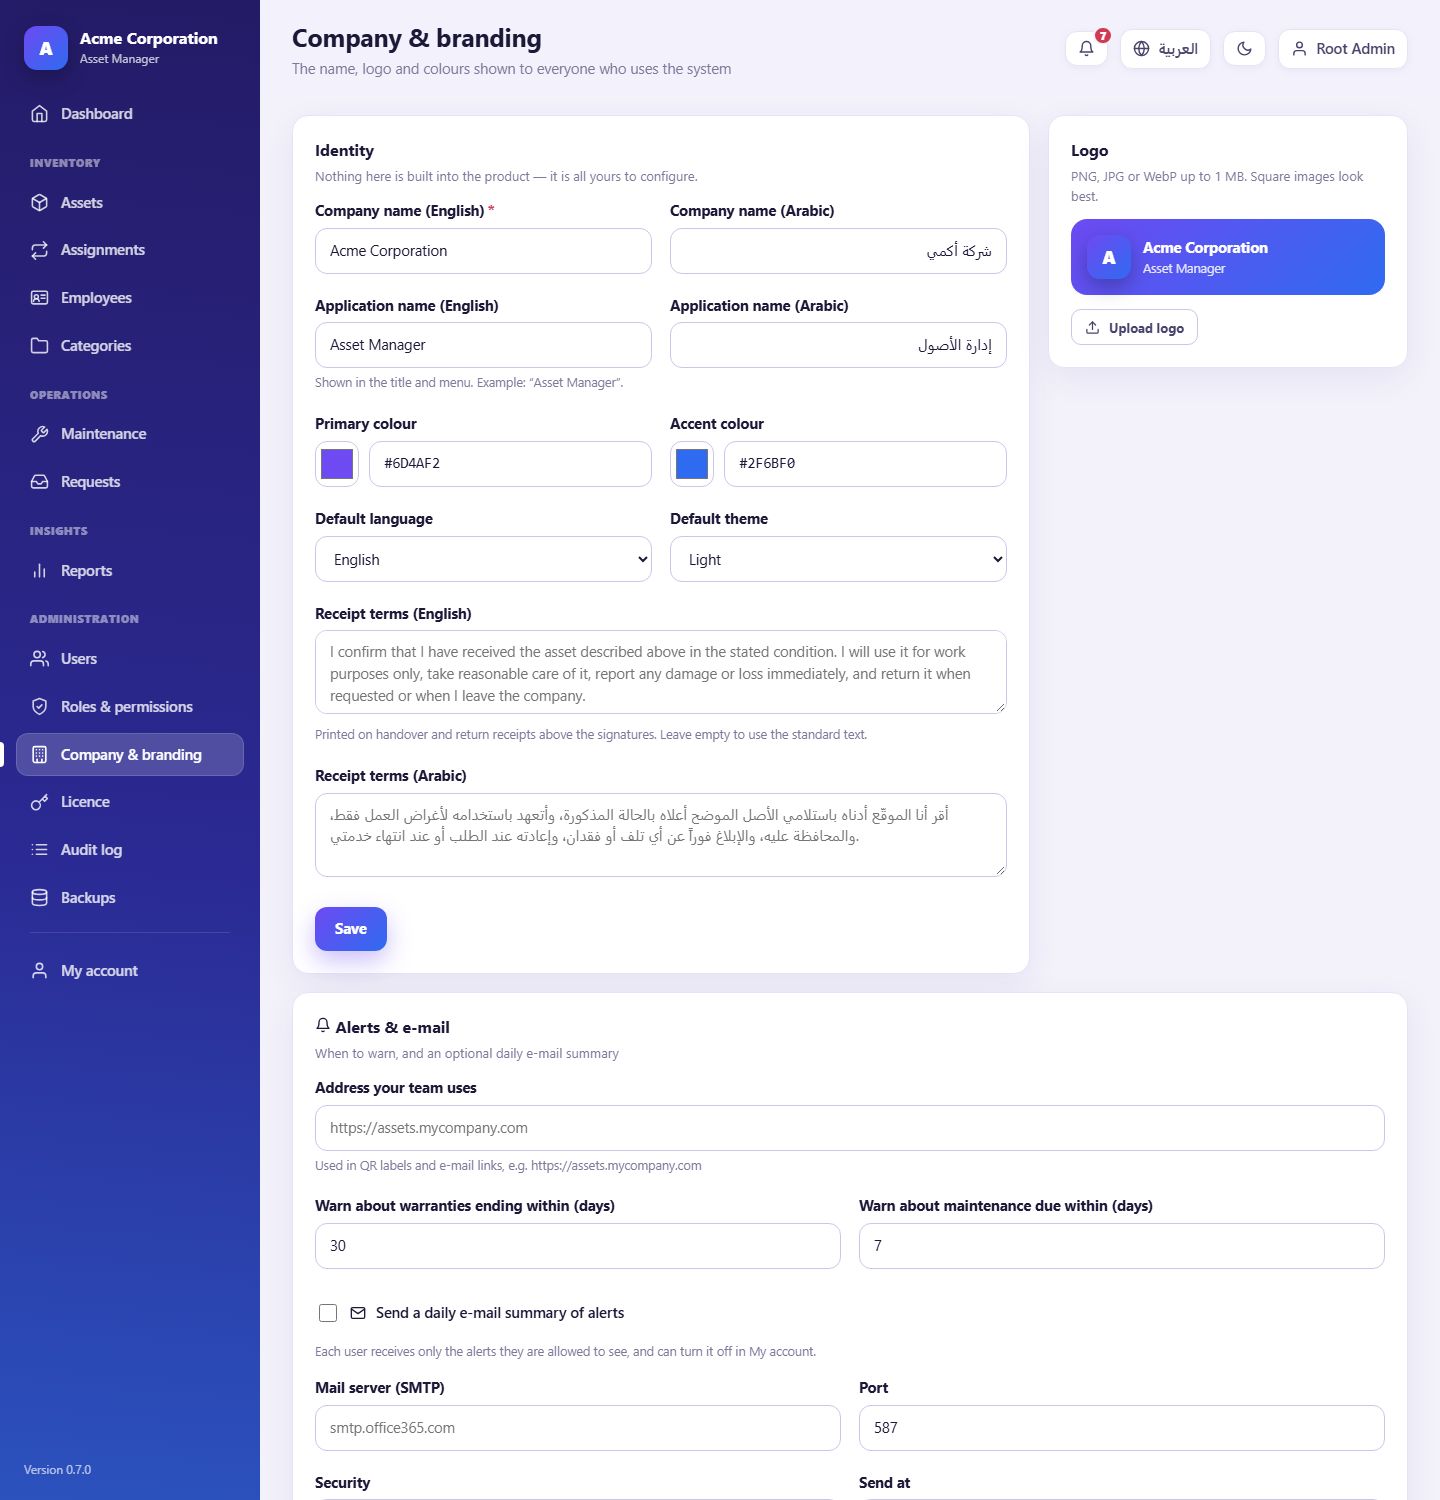 A
Acme Corporation
Asset Manager
Dashboard
INVENTORY
Assets
Assignments
Employees
Categories
OPERATIONS
Maintenance
Requests
INSIGHTS
Reports
ADMINISTRATION
Users
Roles & permissions
Company & branding
Licence
Audit log
Backups
My account
Version 0.7.0
Company & branding
The name, logo and colours shown to everyone who uses the system
7
العربية
Root Admin
Identity
Nothing here is built into the product — it is all yours to configure.
Company name (English) *
Company name (Arabic)
Acme Corporation
شركة أكمي
Application name (English)
Application name (Arabic)
Asset Manager
إدارة الأصول
Shown in the title and menu. Example: “Asset Manager”.
Primary colour
Accent colour
#6D4AF2
#2F6BF0
Default language
Default theme
English
Light
Receipt terms (English)
I confirm that I have received the asset described above in the stated condition. I will use it for work
purposes only, take reasonable care of it, report any damage or loss immediately, and return it when
requested or when I leave the company.
Printed on handover and return receipts above the signatures. Leave empty to use the standard text.
Receipt terms (Arabic)
أقر أنا الموقّع أدناه باستلامي الأصل الموضح أعلاه بالحالة المذكورة، وأتعهد باستخدامه لأغراض العمل فقط،
والمحافظة عليه، والإبلاغ فوراً عن أي تلف أو فقدان، وإعادته عند الطلب أو عند انتهاء خدمتي.
Save
Logo
PNG, JPG or WebP up to 1 MB. Square images look
best.
A
Acme Corporation
Asset Manager
Upload logo
Alerts & e-mail
When to warn, and an optional daily e-mail summary
Address your team uses
https://assets.mycompany.com
Used in QR labels and e-mail links, e.g. https://assets.mycompany.com
Warn about warranties ending within (days)
Warn about maintenance due within (days)
30
7
Send a daily e-mail summary of alerts
Each user receives only the alerts they are allowed to see, and can turn it off in My account.
Mail server (SMTP)
Port
smtp.office365.com
587
Security
Send at